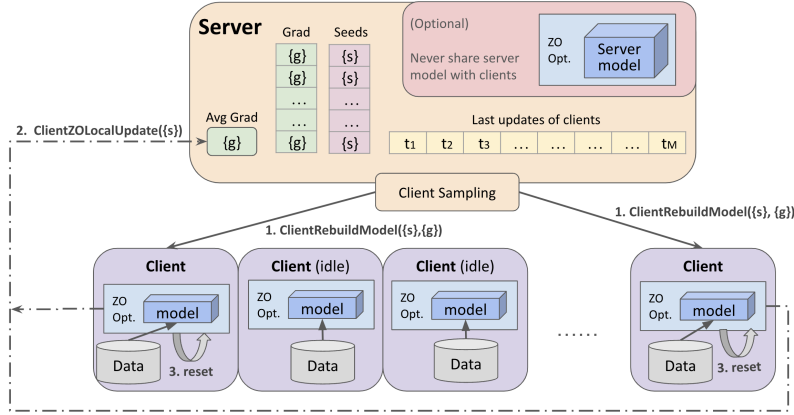 Server
Grad
Seeds
{g}
{s}
{g}
{s}
...
...
...
...
{g}
{s}
Avg Grad
{g}
(Optional)
Never share server
model with clients
ZO
Opt.
Server
model
Last updates of clients
t1 t2 t3 ... ... ... ... tM
2. ClientZOLocalUpdate({s})
Client Sampling
1. ClientRebuildModel({s},{g})
1. ClientRebuildModel({s}, {g})
Client
ZO
Opt.
model
Data
3. reset
Client (idle)
ZO
Opt.
model
Data
Client (idle)
ZO
Opt.
model
Data
......
Client
ZO
Opt.
model
Data
3. reset